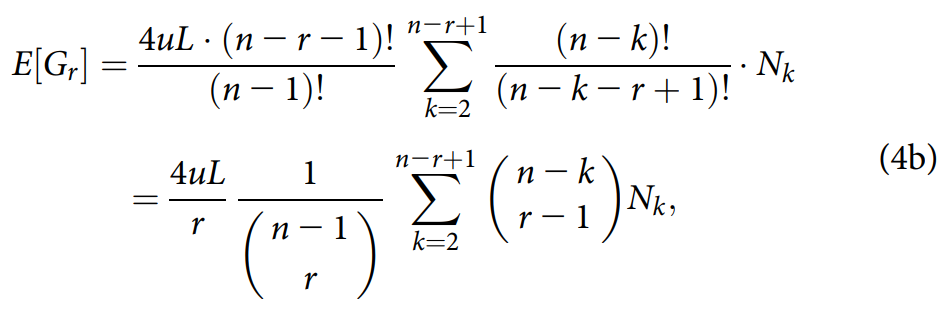 E[G_r] = \frac{4uL \cdot (n-r-1)!}{(n-1)!} \sum_{k=2}^{n-r+1} \frac{(n-k)!}{(n-k-r+1)!} \cdot N_k
= \frac{4uL}{r} \frac{1}{\binom{n-1}{r}} \sum_{k=2}^{n-r+1} \binom{n-k}{r-1} N_k,
(4b)